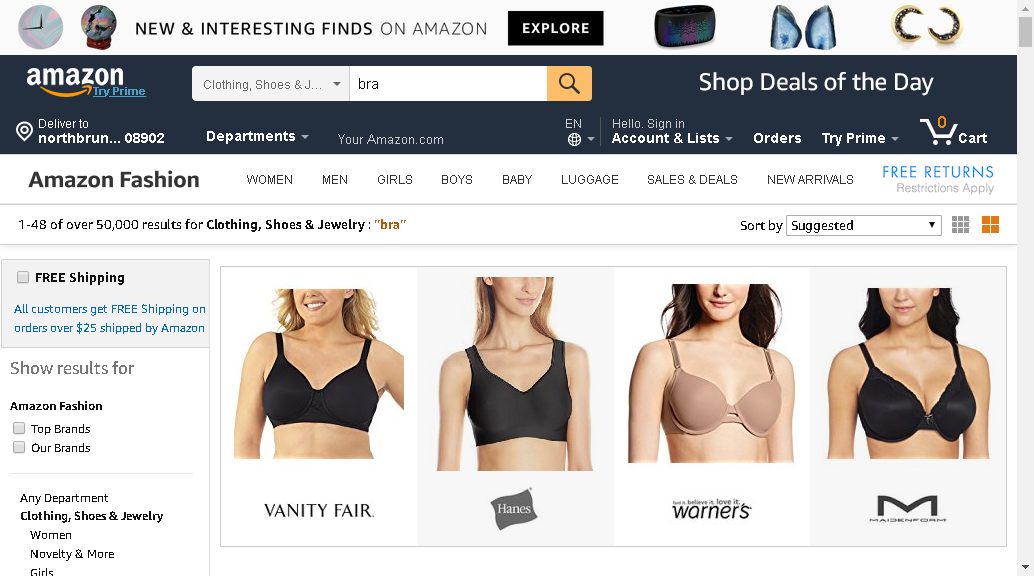 NEW & INTERESTING FINDS ON AMAZON
EXPLORE
amazon
Try Prime
Clothing, Shoes & J...
bra
Shop Deals of the Day
Deliver to
northbrun... 08902
Departments
Your Amazon.com
EN
Hello. Sign in
Account & Lists
Orders
Try Prime
0
Cart
Amazon Fashion
WOMEN
MEN
GIRLS
BOYS
BABY
LUGGAGE
SALES & DEALS
NEW ARRIVALS
FREE RETURNS
Restrictions Apply
1-48 of over 50,000 results for Clothing, Shoes & Jewelry : "bra"
Sort by
Suggested
FREE Shipping
All customers get FREE Shipping on
orders over $25 shipped by Amazon
Show results for
Amazon Fashion
Top Brands
Our Brands
Any Department
Clothing, Shoes & Jewelry
Women
Novelty & More
Girls
VANITY FAIR.
Hanes
feel it. believe it. love it:
warner's
MAIDENFORM